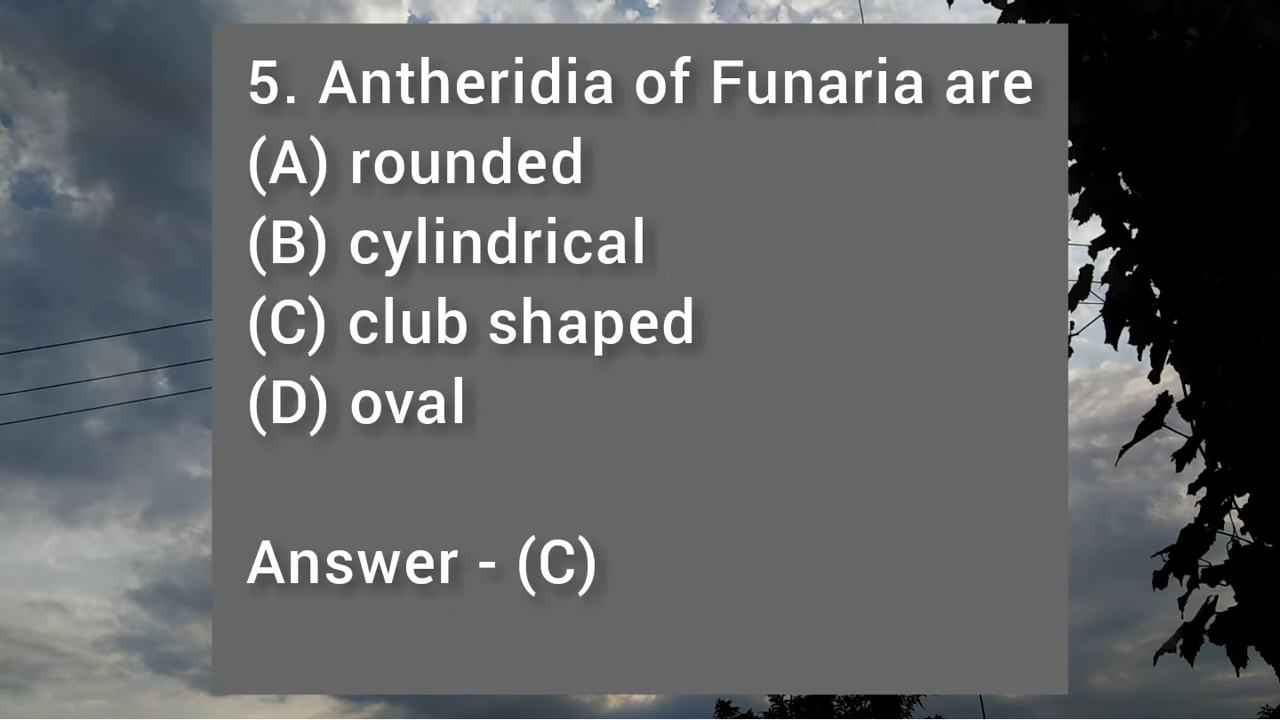 5. Antheridia of Funaria are
(A) rounded
(B) cylindrical
(C) club shaped
(D) oval
Answer - (C)